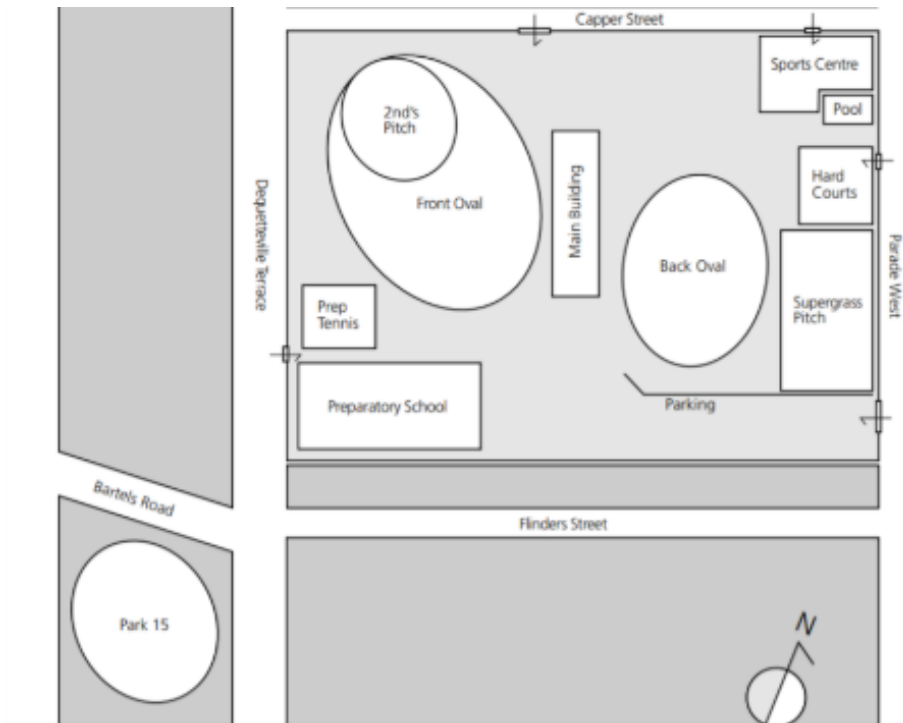 Capper Street
Sports Centre
2nd's
Pitch
Pool
Front Oval
Main Building
Hard
Courts
Dequetteville Terrace
Back Oval
Parade West
Prep
Tennis
Supergrass
Pitch
Preparatory School
Parking
Bartels Road
Flinders Street
Park 15
N